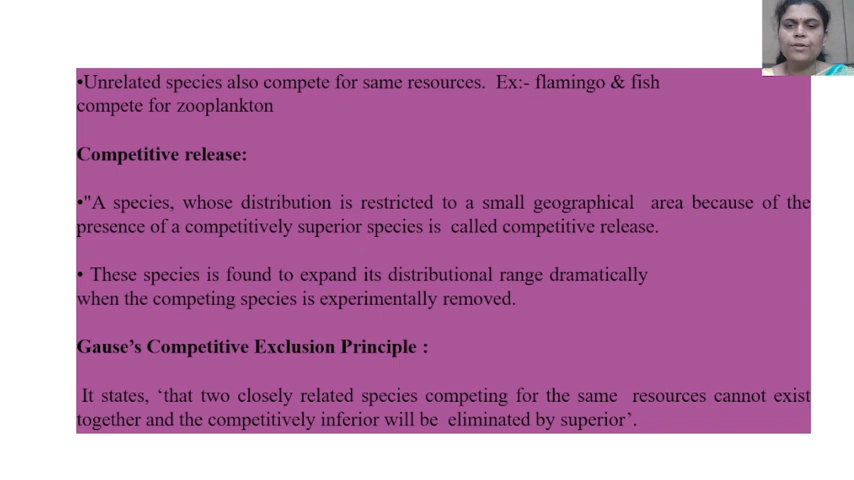 •Unrelated species also compete for same resources. Ex:- flamingo & fish
compete for zooplankton
Competitive release:
•"A species, whose distribution is restricted to a small geographical area because of the
presence of a competitively superior species is called competitive release.
• These species is found to expand its distributional range dramatically
when the competing species is experimentally removed.
Gause’s Competitive Exclusion Principle :
It states, ‘that two closely related species competing for the same resources cannot exist
together and the competitively inferior will be eliminated by superior’.